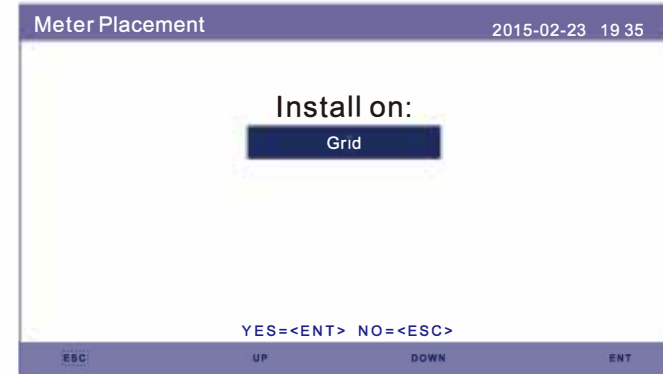 Meter Placement 2015-02-23 19 35
Install on:
Grid
YES=<ENT> NO=<ESC>
ESC UP DOWN ENT